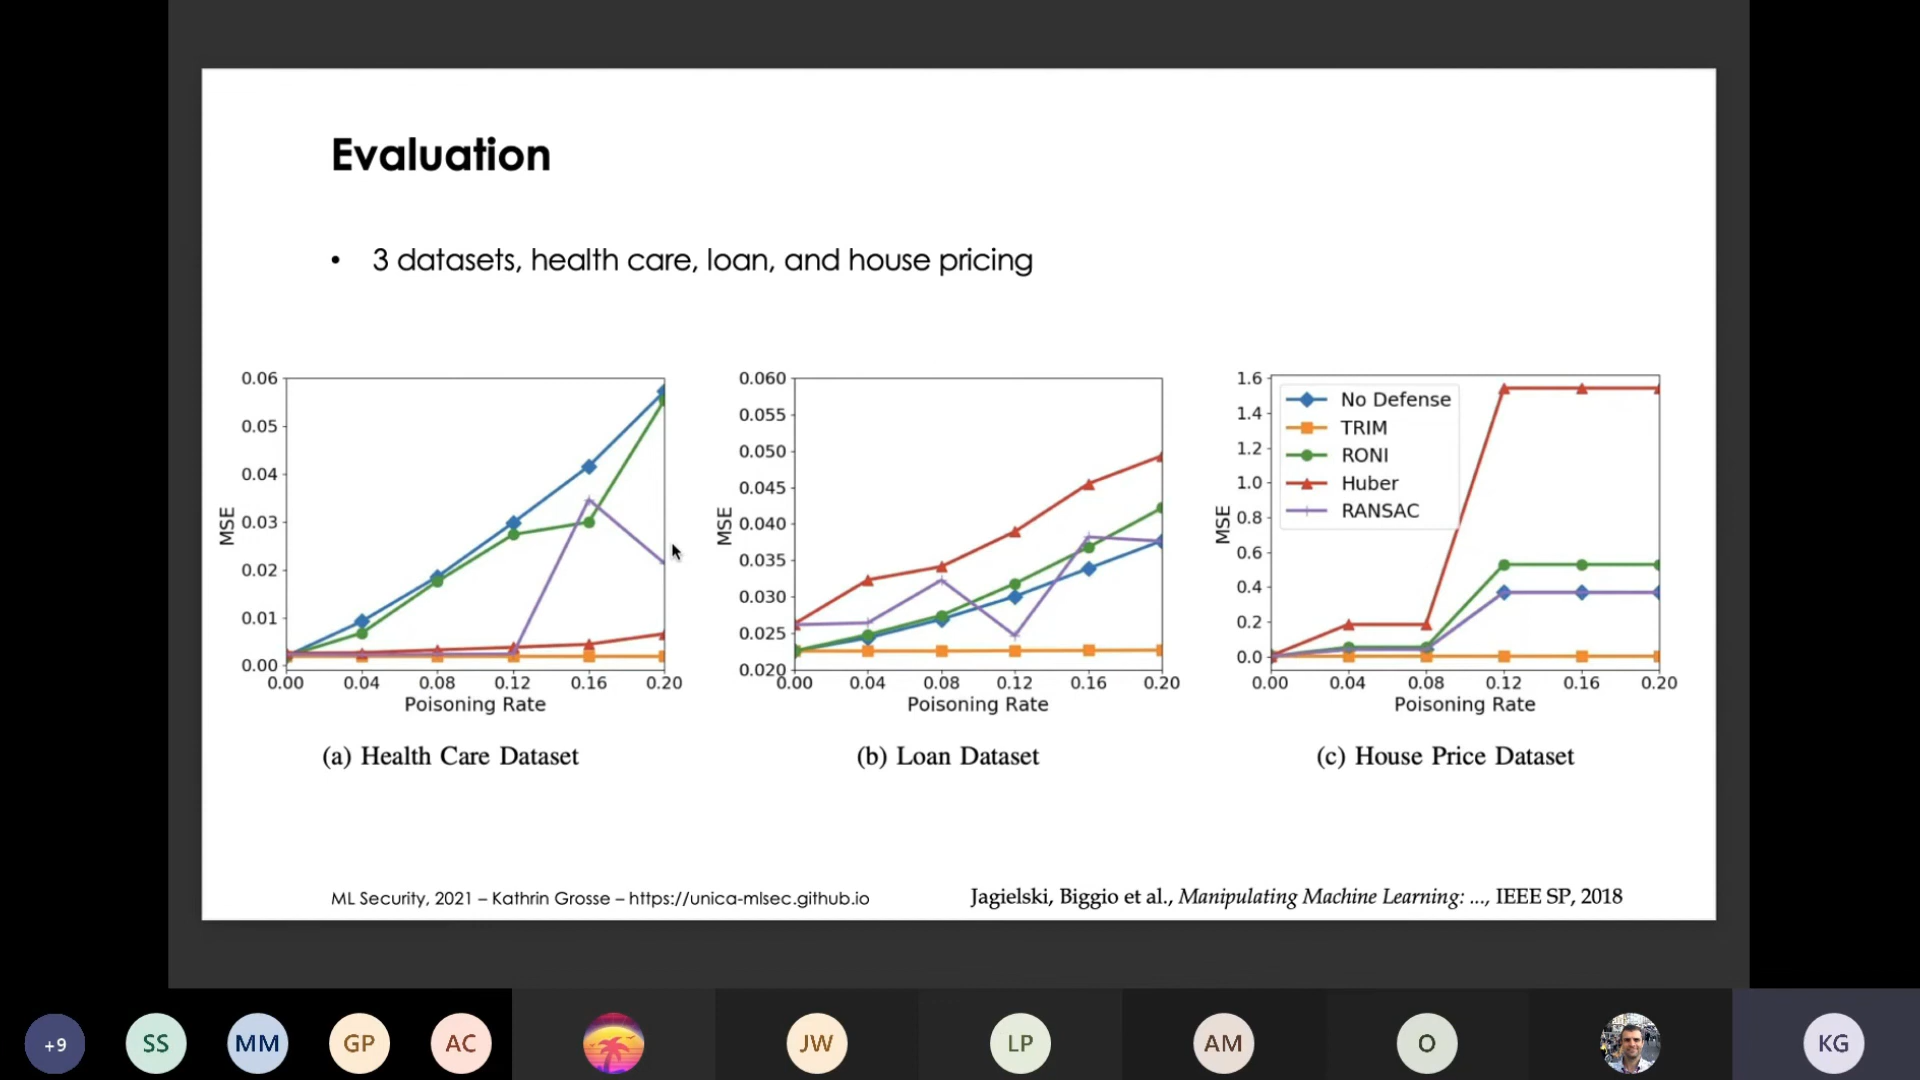 Evaluation
• 3 datasets, health care, loan, and house pricing
0.06
0.05
0.04
0.03
0.02
0.01
0.00
MSE
0.00 0.04 0.08 0.12 0.16 0.20
Poisoning Rate
(a) Health Care Dataset
0.060
0.055
0.050
0.045
0.040
0.035
0.030
0.025
0.020
MSE
0.00 0.04 0.08 0.12 0.16 0.20
Poisoning Rate
(b) Loan Dataset
1.6
1.4
1.2
1.0
0.8
0.6
0.4
0.2
0.0
MSE
No Defense
TRIM
RONI
Huber
RANSAC
0.00 0.04 0.08 0.12 0.16 0.20
Poisoning Rate
(c) House Price Dataset
ML Security, 2021 – Kathrin Grosse – https://unica-mlsec.github.io
Jagielski, Biggio et al., Manipulating Machine Learning: ..., IEEE SP, 2018
+9 SS MM GP AC JW LP AM O KG